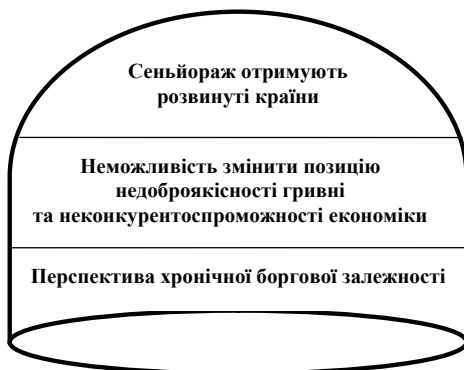 Сеньйораж отримують
розвинуті країни
Неможливість змінити позицію
недоброякісності гривні
та неконкурентоспроможності економіки
Перспектива хронічної боргової залежності